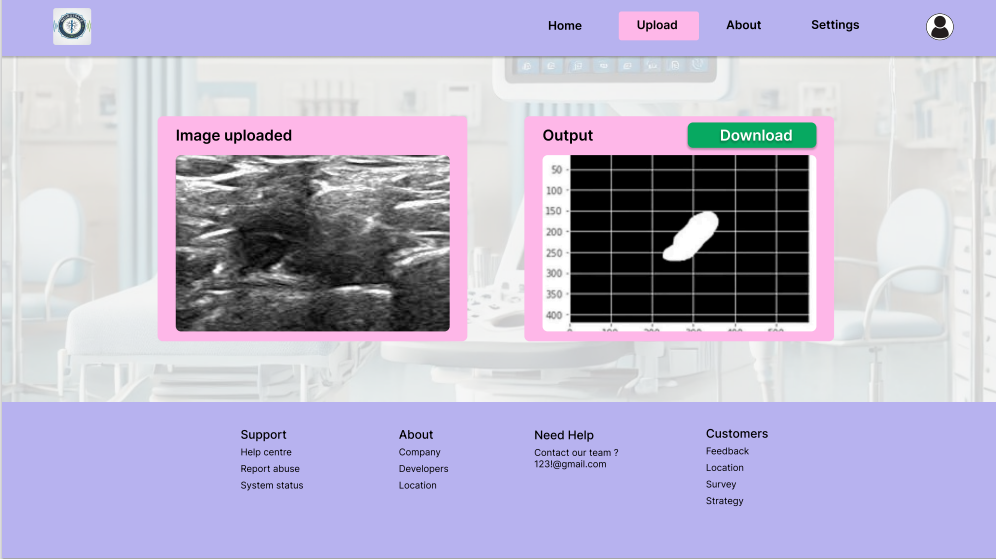 Home
Upload
About
Settings
Image uploaded
Output
Download
50
100
150
200
250
300
350
400
Support
Help centre
Report abuse
System status
About
Company
Developers
Location
Need Help
Contact our team ?
123!@gmail.com
Customers
Feedback
Location
Survey
Strategy